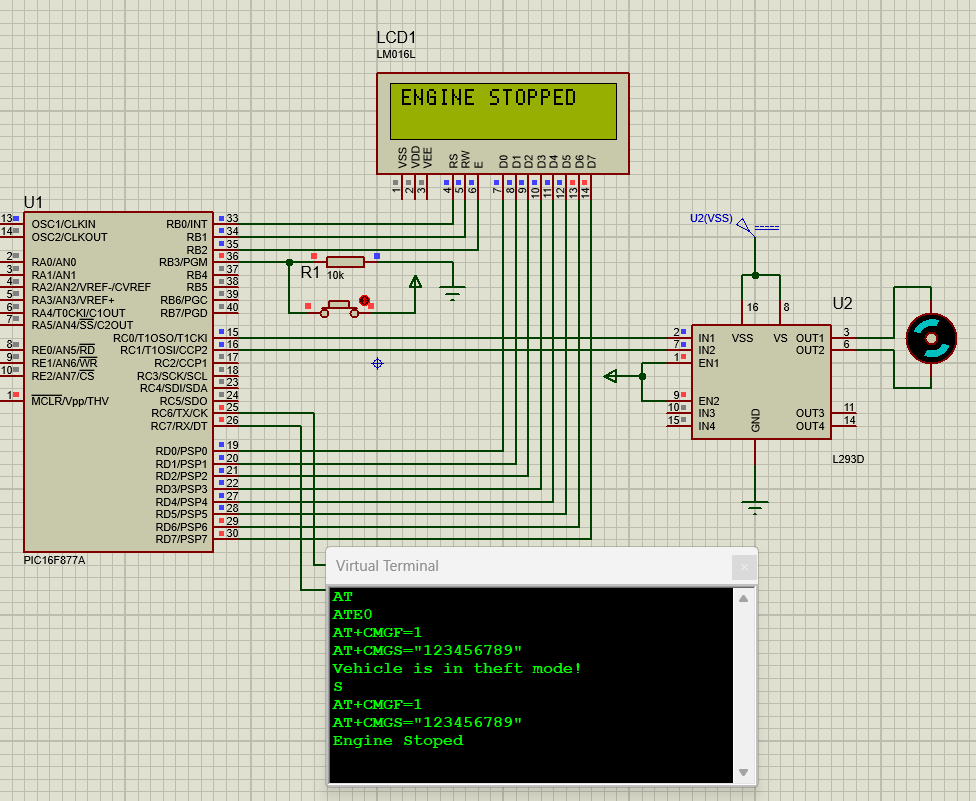 LCD1
LM016L
ENGINE STOPPED
VSS VDD VEE RS RW E D0 D1 D2 D3 D4 D5 D6 D7
1 2 3 4 5 6 7 8 9 10 11 12 13 14
U1
13 OSC1/CLKIN RB0/INT 33
14 OSC2/CLKOUT RB1 34
RB2 35
2 RA0/AN0 RB3/PGM 36
3 RA1/AN1 RB4 37
4 RA2/AN2/VREF-/CVREF RB5 38
5 RA3/AN3/VREF+ RB6/PGC 39
6 RA4/T0CKI/C1OUT RB7/PGD 40
7 RA5/AN4/SS/C2OUT
RC0/T1OSO/T1CKI 15
8 RE0/AN5/RD RC1/T1OSI/CCP2 16
9 RE1/AN6/WR RC2/CCP1 17
10 RE2/AN7/CS RC3/SCK/SCL 18
RC4/SDI/SDA 23
1 MCLR/Vpp/THV RC5/SDO 24
RC6/TX/CK 25
RC7/RX/DT 26
RD0/PSP0 19
RD1/PSP1 20
RD2/PSP2 21
RD3/PSP3 22
RD4/PSP4 27
RD5/PSP5 28
RD6/PSP6 29
RD7/PSP7 30
PIC16F877A
R1
10k
U2(VSS)
U2
16 8
2 IN1 VSS VS OUT1 3
7 IN2 OUT2 6
1 EN1
9 EN2
10 IN3 OUT3 11
15 IN4 GND OUT4 14
L293D
Virtual Terminal
AT
ATE0
AT+CMGF=1
AT+CMGS="123456789"
Vehicle is in theft mode!
S
AT+CMGF=1
AT+CMGS="123456789"
Engine Stoped